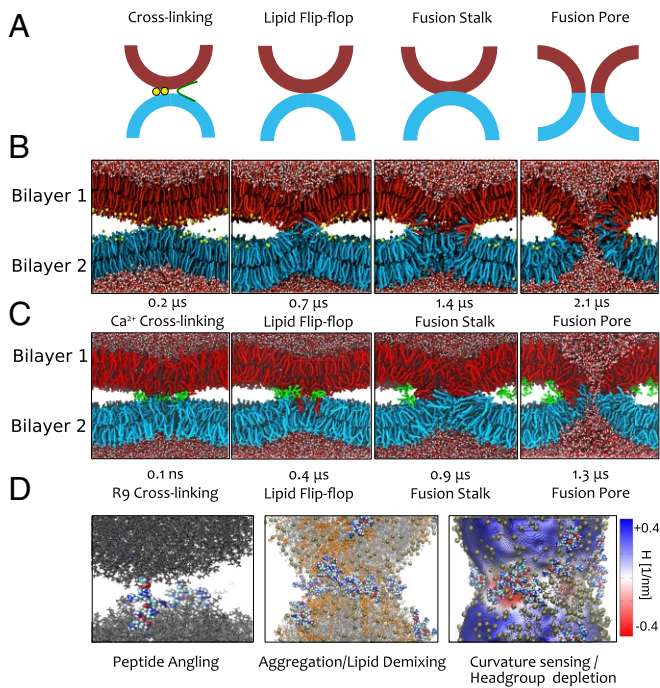 A
Cross-linking Lipid Flip-flop Fusion Stalk Fusion Pore
B
Bilayer 1
Bilayer 2
0.2 µs 0.7 µs 1.4 µs 2.1 µs
C
Ca²⁺ Cross-linking Lipid Flip-flop Fusion Stalk Fusion Pore
Bilayer 1
Bilayer 2
0.1 ns 0.4 µs 0.9 µs 1.3 µs
D
R9 Cross-linking Lipid Flip-flop Fusion Stalk Fusion Pore
+0.4
H [1/nm]
-0.4
Peptide Angling Aggregation/Lipid Demixing Curvature sensing /
Headgroup depletion